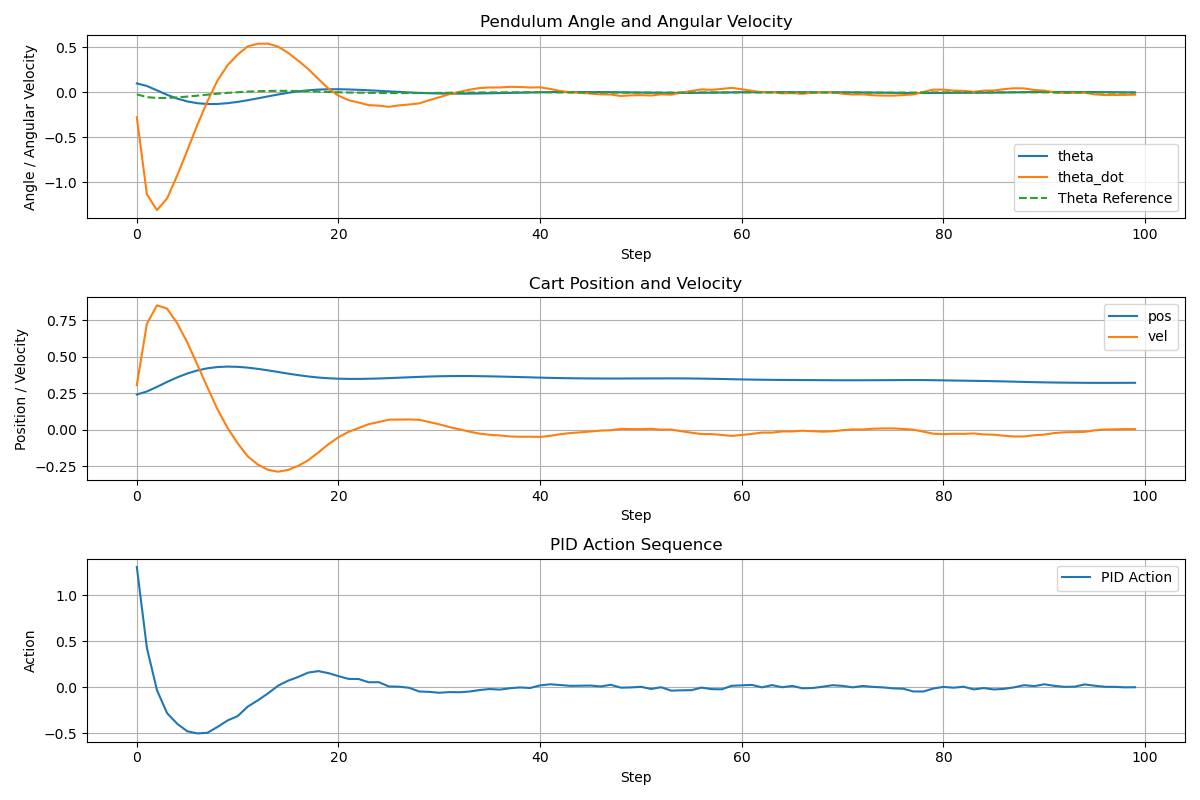 Pendulum Angle and Angular Velocity
Angle / Angular Velocity
0.5
0.0
−0.5
−1.0
theta
theta_dot
Theta Reference
0 20 40 60 80 100
Step
Cart Position and Velocity
Position / Velocity
0.75
0.50
0.25
0.00
−0.25
pos
vel
0 20 40 60 80 100
Step
PID Action Sequence
Action
1.0
0.5
0.0
−0.5
PID Action
0 20 40 60 80 100
Step